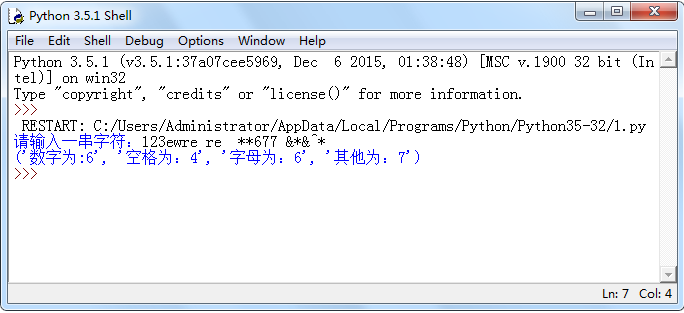 Python 3.5.1 Shell
File Edit Shell Debug Options Window Help
Python 3.5.1 (v3.5.1:37a07cee5969, Dec  6 2015, 01:38:48) [MSC v.1900 32 bit (In
tel)] on win32
Type "copyright", "credits" or "license()" for more information.
>>>
 RESTART: C:/Users/Administrator/AppData/Local/Programs/Python/Python35-32/1.py
请输入一串字符：123ewre re  **677 &*&^*
('数字为:6', '空格为：4', '字母为：6', '其他为：7')
>>>
Ln: 7 Col: 4